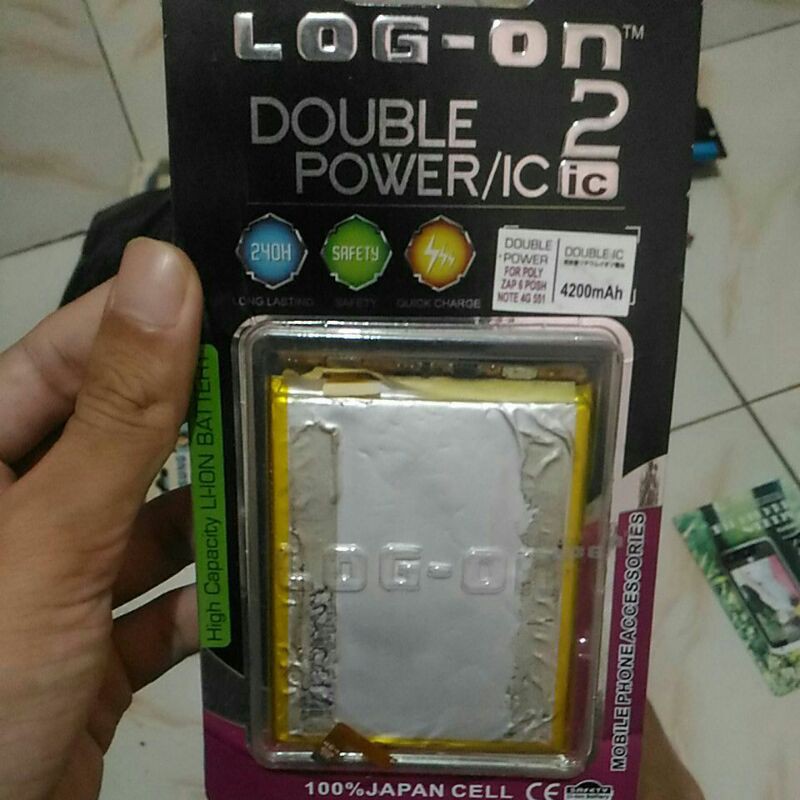 LOG-ON™
DOUBLE 2
POWER/IC ic
240H
SAFETY
LONG LASTING
SAFETY
QUICK CHARGE
DOUBLE
POWER
FOR POLY
ZAP 6 POSH
NOTE 4G S51
DOUBLE IC
4200mAh
High Capacity LI-ION BATTERY
LOG-ON
MOBILE PHONE ACCESSORIES
100%JAPAN CELL CE
SAFETY